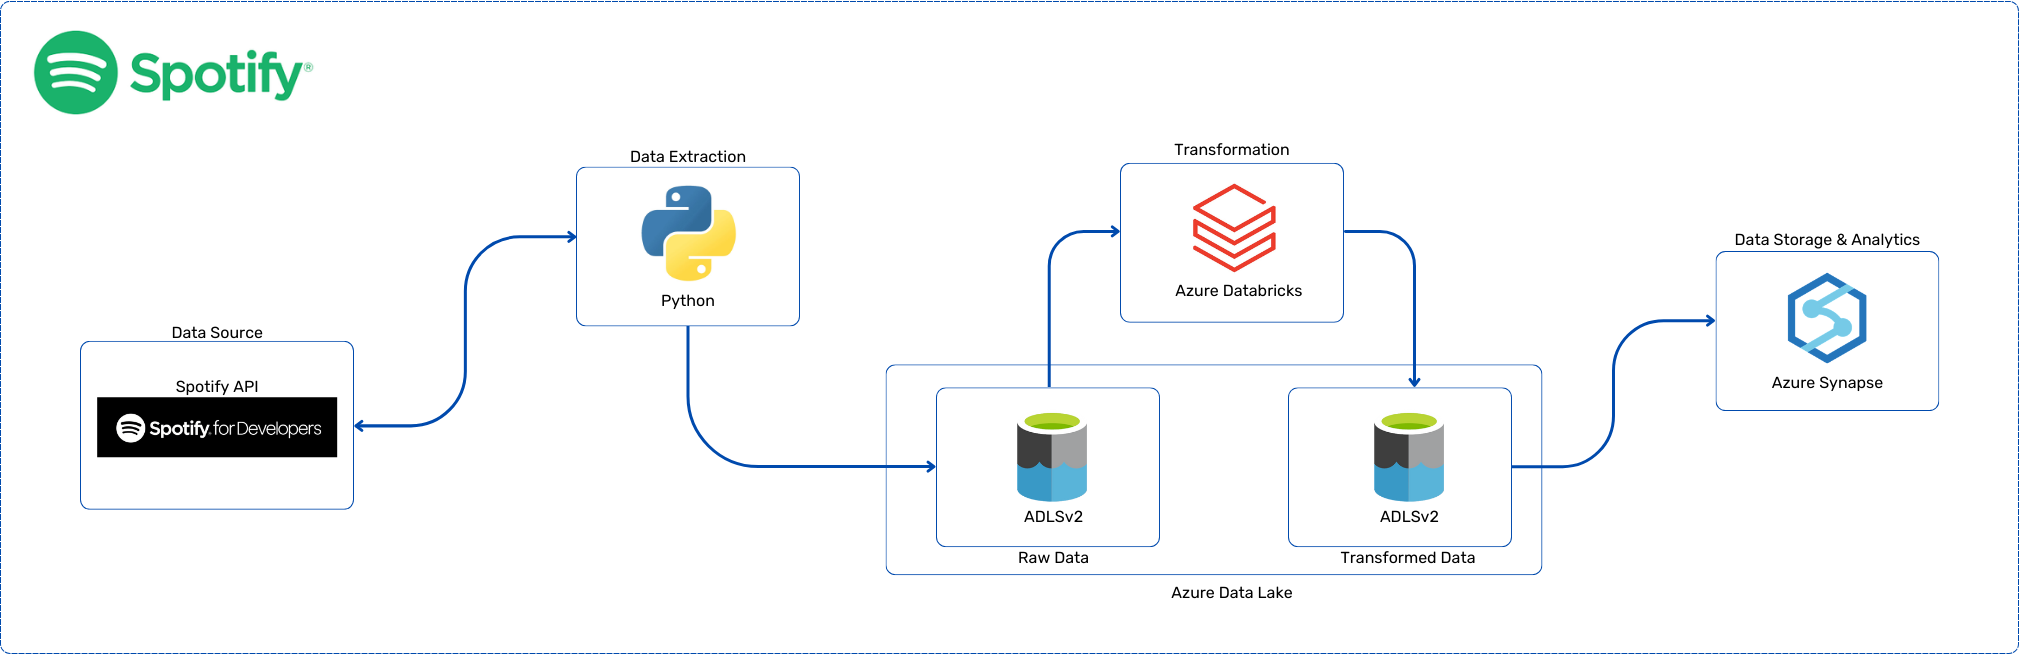 Spotify®
Data Source
Spotify API
Spotify for Developers
Data Extraction
Python
Transformation
Azure Databricks
ADLSv2
Raw Data
ADLSv2
Transformed Data
Azure Data Lake
Data Storage & Analytics
Azure Synapse